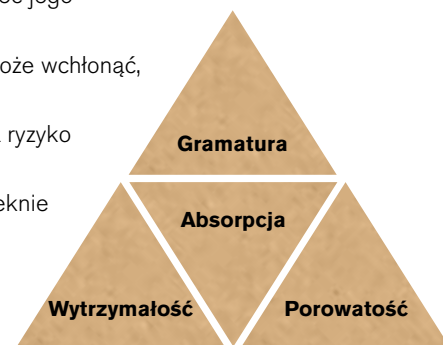 jego
wchłonąć,
ryzyko
Gramatura
Absorpcja
Wytrzymałość
Porowatość